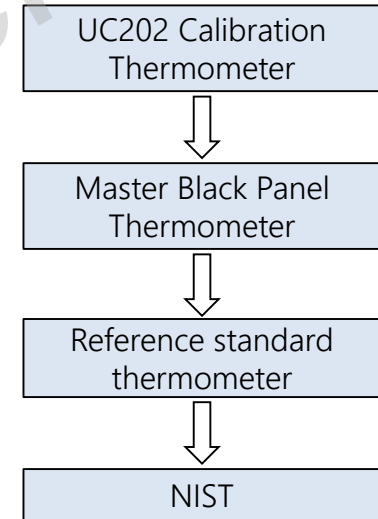 UC202 Calibration
Thermometer
Master Black Panel
Thermometer
Reference standard
thermometer
NIST